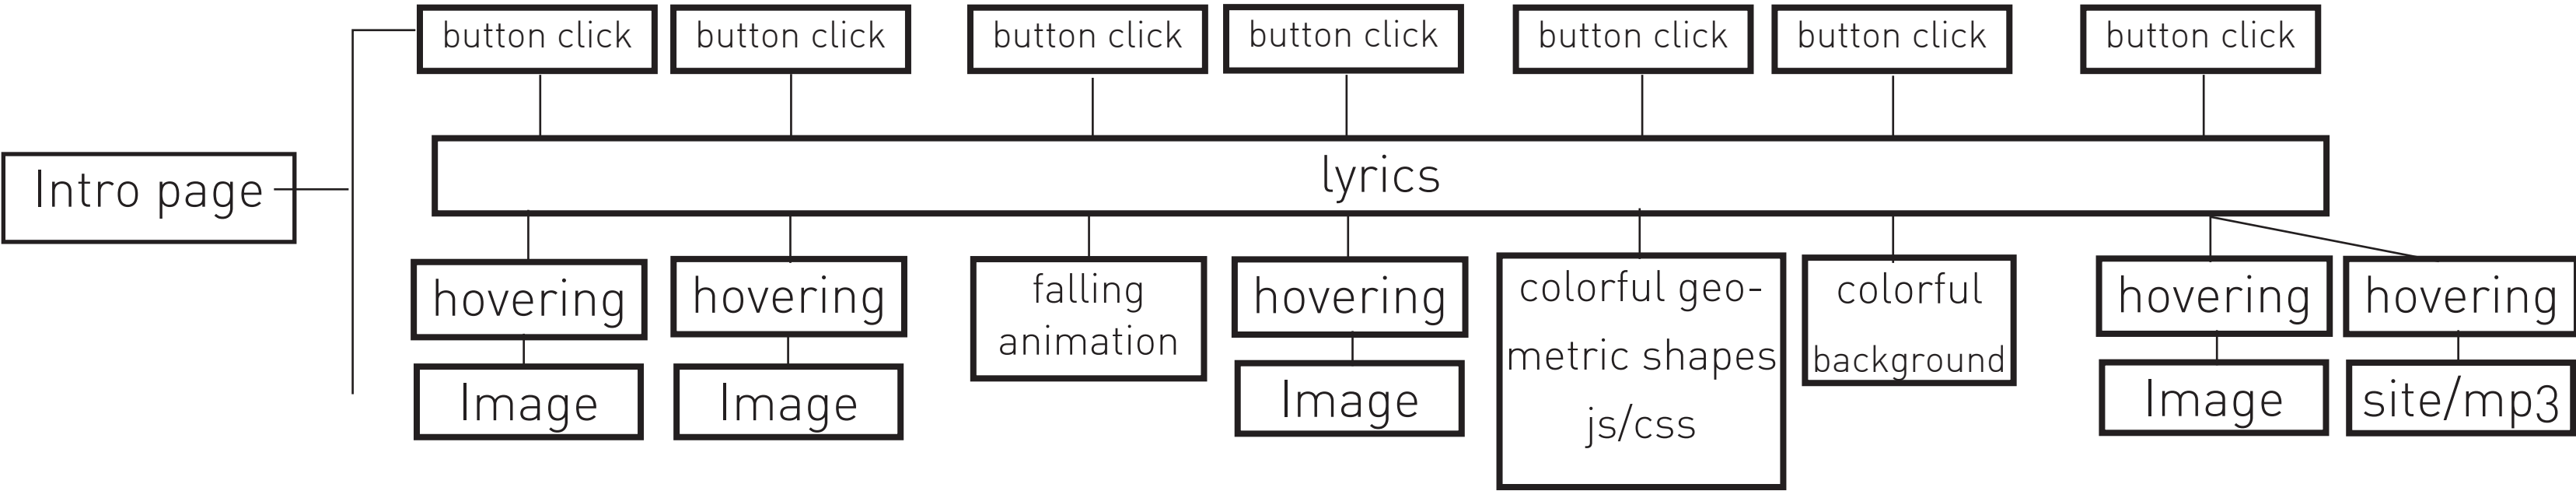 button click
button click
button click
button click
button click
button click
button click
Intro page
lyrics
hovering
hovering
falling
animation
hovering
colorful geo-
metric shapes
js/css
colorful
background
hovering
hovering
Image
Image
Image
Image
site/mp3